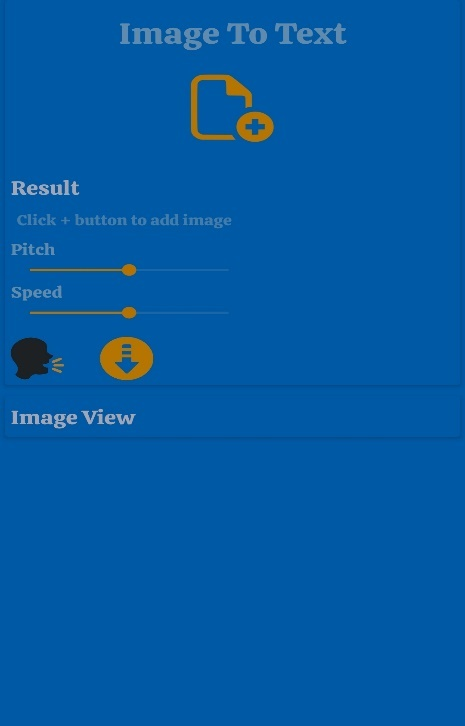 Image To Text
Result
Click + button to add image
Pitch
Speed
Image View